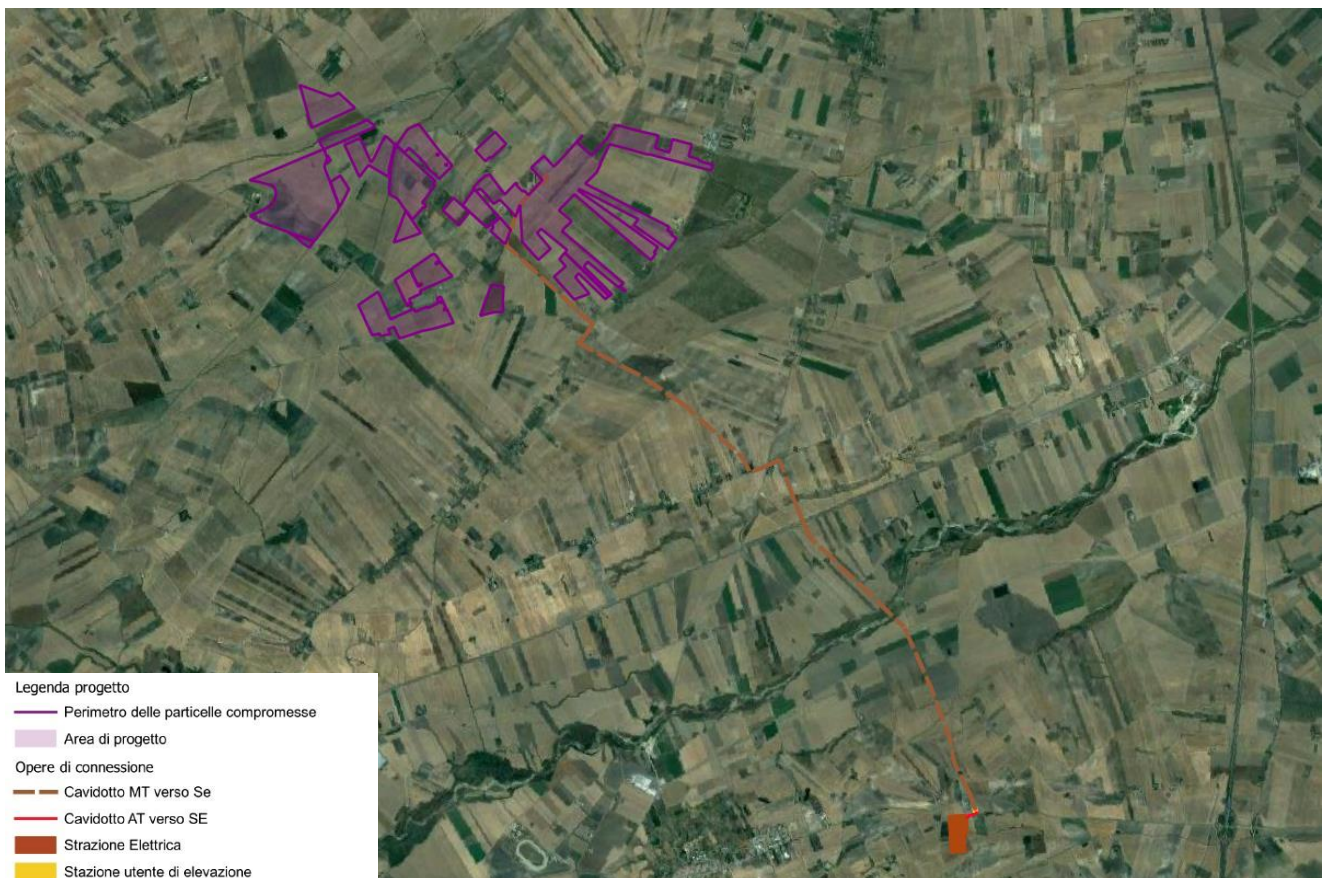 Legenda progetto
Perimetro delle particelle compromesse
Area di progetto
Opere di connessione
Cavidotto MT verso Se
Cavidotto AT verso SE
Strazione Elettrica
Stazione utente di elevazione